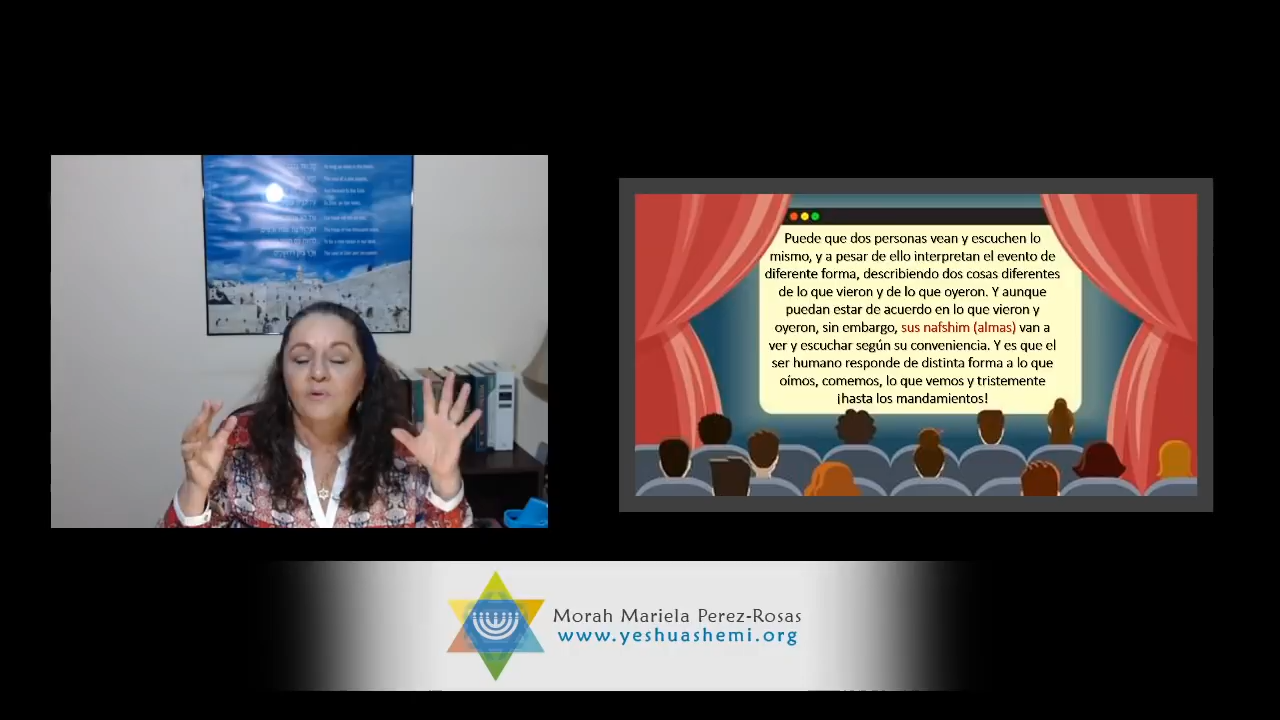 Puede que dos personas vean y escuchen lo
mismo, y a pesar de ello interpretan el evento de
diferente forma, describiendo dos cosas diferentes
de lo que vieron y de lo que oyeron. Y aunque
puedan estar de acuerdo en lo que vieron y
oyeron, sin embargo, sus nafshim (almas) van a
ver y escuchar según su conveniencia. Y es que el
ser humano responde de distinta forma a lo que
oímos, comemos, lo que vemos y tristemente
¡hasta los mandamientos!
Morah Mariela Perez-Rosas
www.yeshuashemi.org